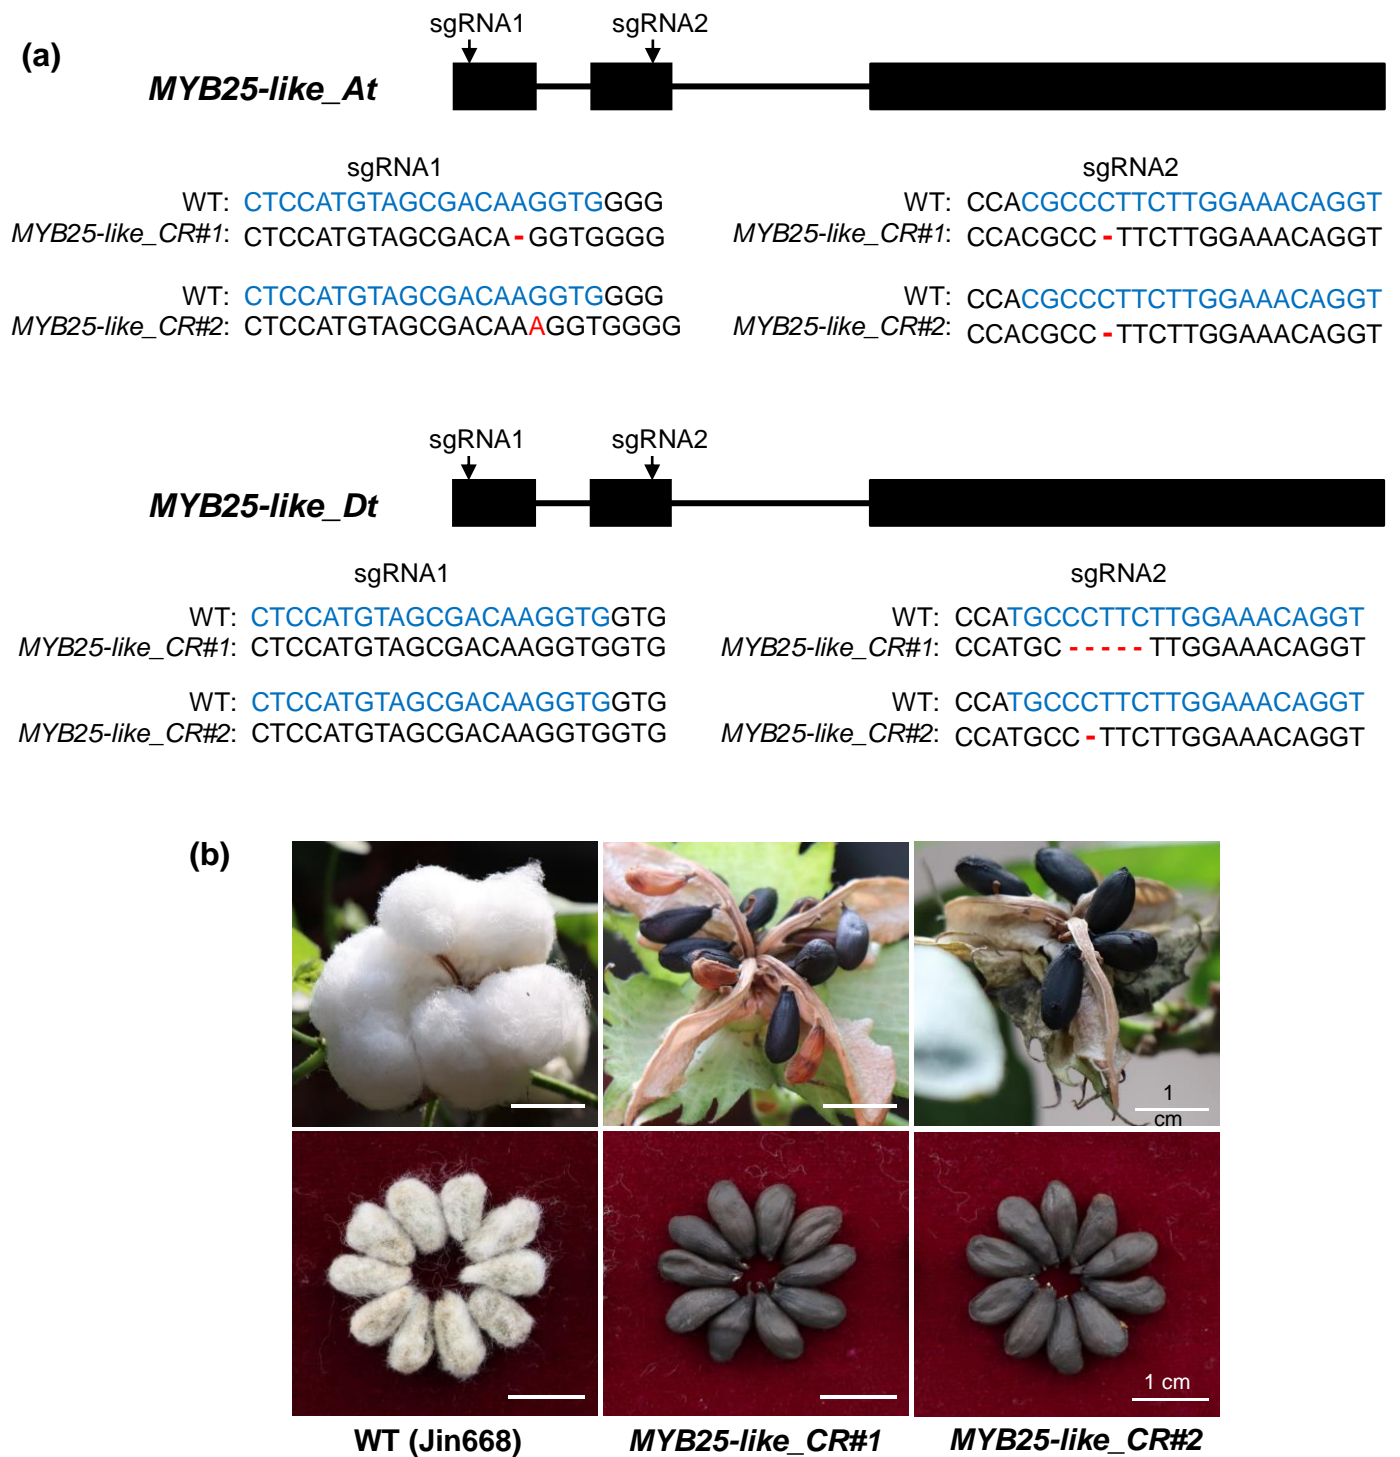 (a)
sgRNA1 sgRNA2
MYB25-like_At
sgRNA1 sgRNA2
WT: CTCCATGTAGCGACAAGGTGGGG WT: CCACGCCCTTCTTGGAAACAGGT
MYB25-like_CR#1: CTCCATGTAGCGACA-GGTGGGG MYB25-like_CR#1: CCACGCC-TTCTTGGAAACAGGT
WT: CTCCATGTAGCGACAAGGTGGGG WT: CCACGCCCTTCTTGGAAACAGGT
MYB25-like_CR#2: CTCCATGTAGCGACAAAGGTGGGG MYB25-like_CR#2: CCACGCC-TTCTTGGAAACAGGT
sgRNA1 sgRNA2
MYB25-like_Dt
sgRNA1 sgRNA2
WT: CTCCATGTAGCGACAAGGTGGTG WT: CCATGCCCTTCTTGGAAACAGGT
MYB25-like_CR#1: CTCCATGTAGCGACAAGGTGGTG MYB25-like_CR#1: CCATGC-----TTGGAAACAGGT
WT: CTCCATGTAGCGACAAGGTGGTG WT: CCATGCCCTTCTTGGAAACAGGT
MYB25-like_CR#2: CTCCATGTAGCGACAAGGTGGTG MYB25-like_CR#2: CCATGCC-TTCTTGGAAACAGGT
(b)
1
cm
1 cm
WT (Jin668) MYB25-like_CR#1 MYB25-like_CR#2